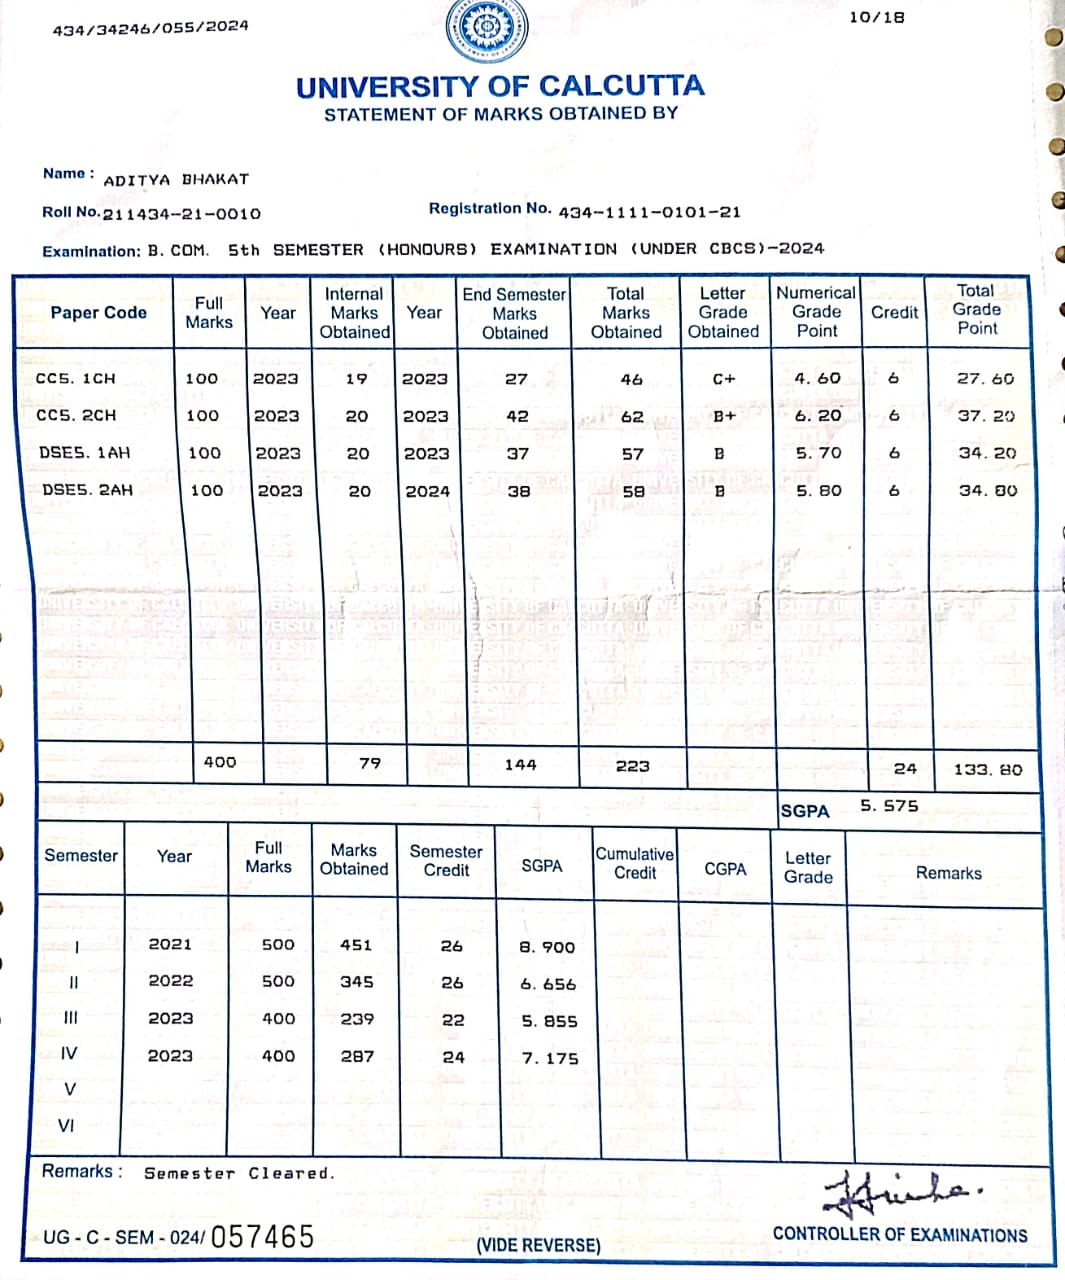 434/34246/055/2024
10/18
UNIVERSITY OF CALCUTTA
STATEMENT OF MARKS OBTAINED BY
Name : ADITYA BHAKAT
Roll No. 211434-21-0010 Registration No. 434-1111-0101-21
Examination: B. COM. 5th SEMESTER (HONOURS) EXAMINATION (UNDER CBCS)-2024
Paper Code Full Marks Year Internal Marks Obtained Year End Semester Marks Obtained Total Marks Obtained Letter Grade Obtained Numerical Grade Point Credit Total Grade Point
CC5. 1CH 100 2023 19 2023 27 46 C+ 4. 60 6 27. 60
CC5. 2CH 100 2023 20 2023 42 62 B+ 6. 20 6 37. 20
DSE5. 1AH 100 2023 20 2023 37 57 B 5. 70 6 34. 20
DSE5. 2AH 100 2023 20 2024 38 58 B 5. 80 6 34. 80
400 79 144 223 24 133. 80
SGPA 5. 575
Semester Year Full Marks Marks Obtained Semester Credit SGPA Cumulative Credit CGPA Letter Grade Remarks
I 2021 500 451 26 8. 900
II 2022 500 345 26 6. 656
III 2023 400 239 22 5. 855
IV 2023 400 287 24 7. 175
V
VI
Remarks : Semester Cleared.
UG - C - SEM - 024/ 057465
(VIDE REVERSE)
CONTROLLER OF EXAMINATIONS